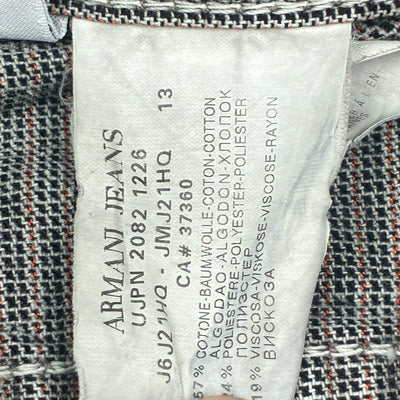 ARMANI JEANS
UJPN 2082 1226
J6J21HQ - JMJ21HQ 13
CA# 37360
57% COTONE-BAUMWOLLE-COTON-COTTON
ALGODAO-ALGODON-ХЛОПОК
24% POLIESTERE-POLYESTER-POLIESTER
ПОЛИЭСТЕР
19% VISCOSA-VISKOSE-VISCOSE-RAYON
ВИСКОЗА